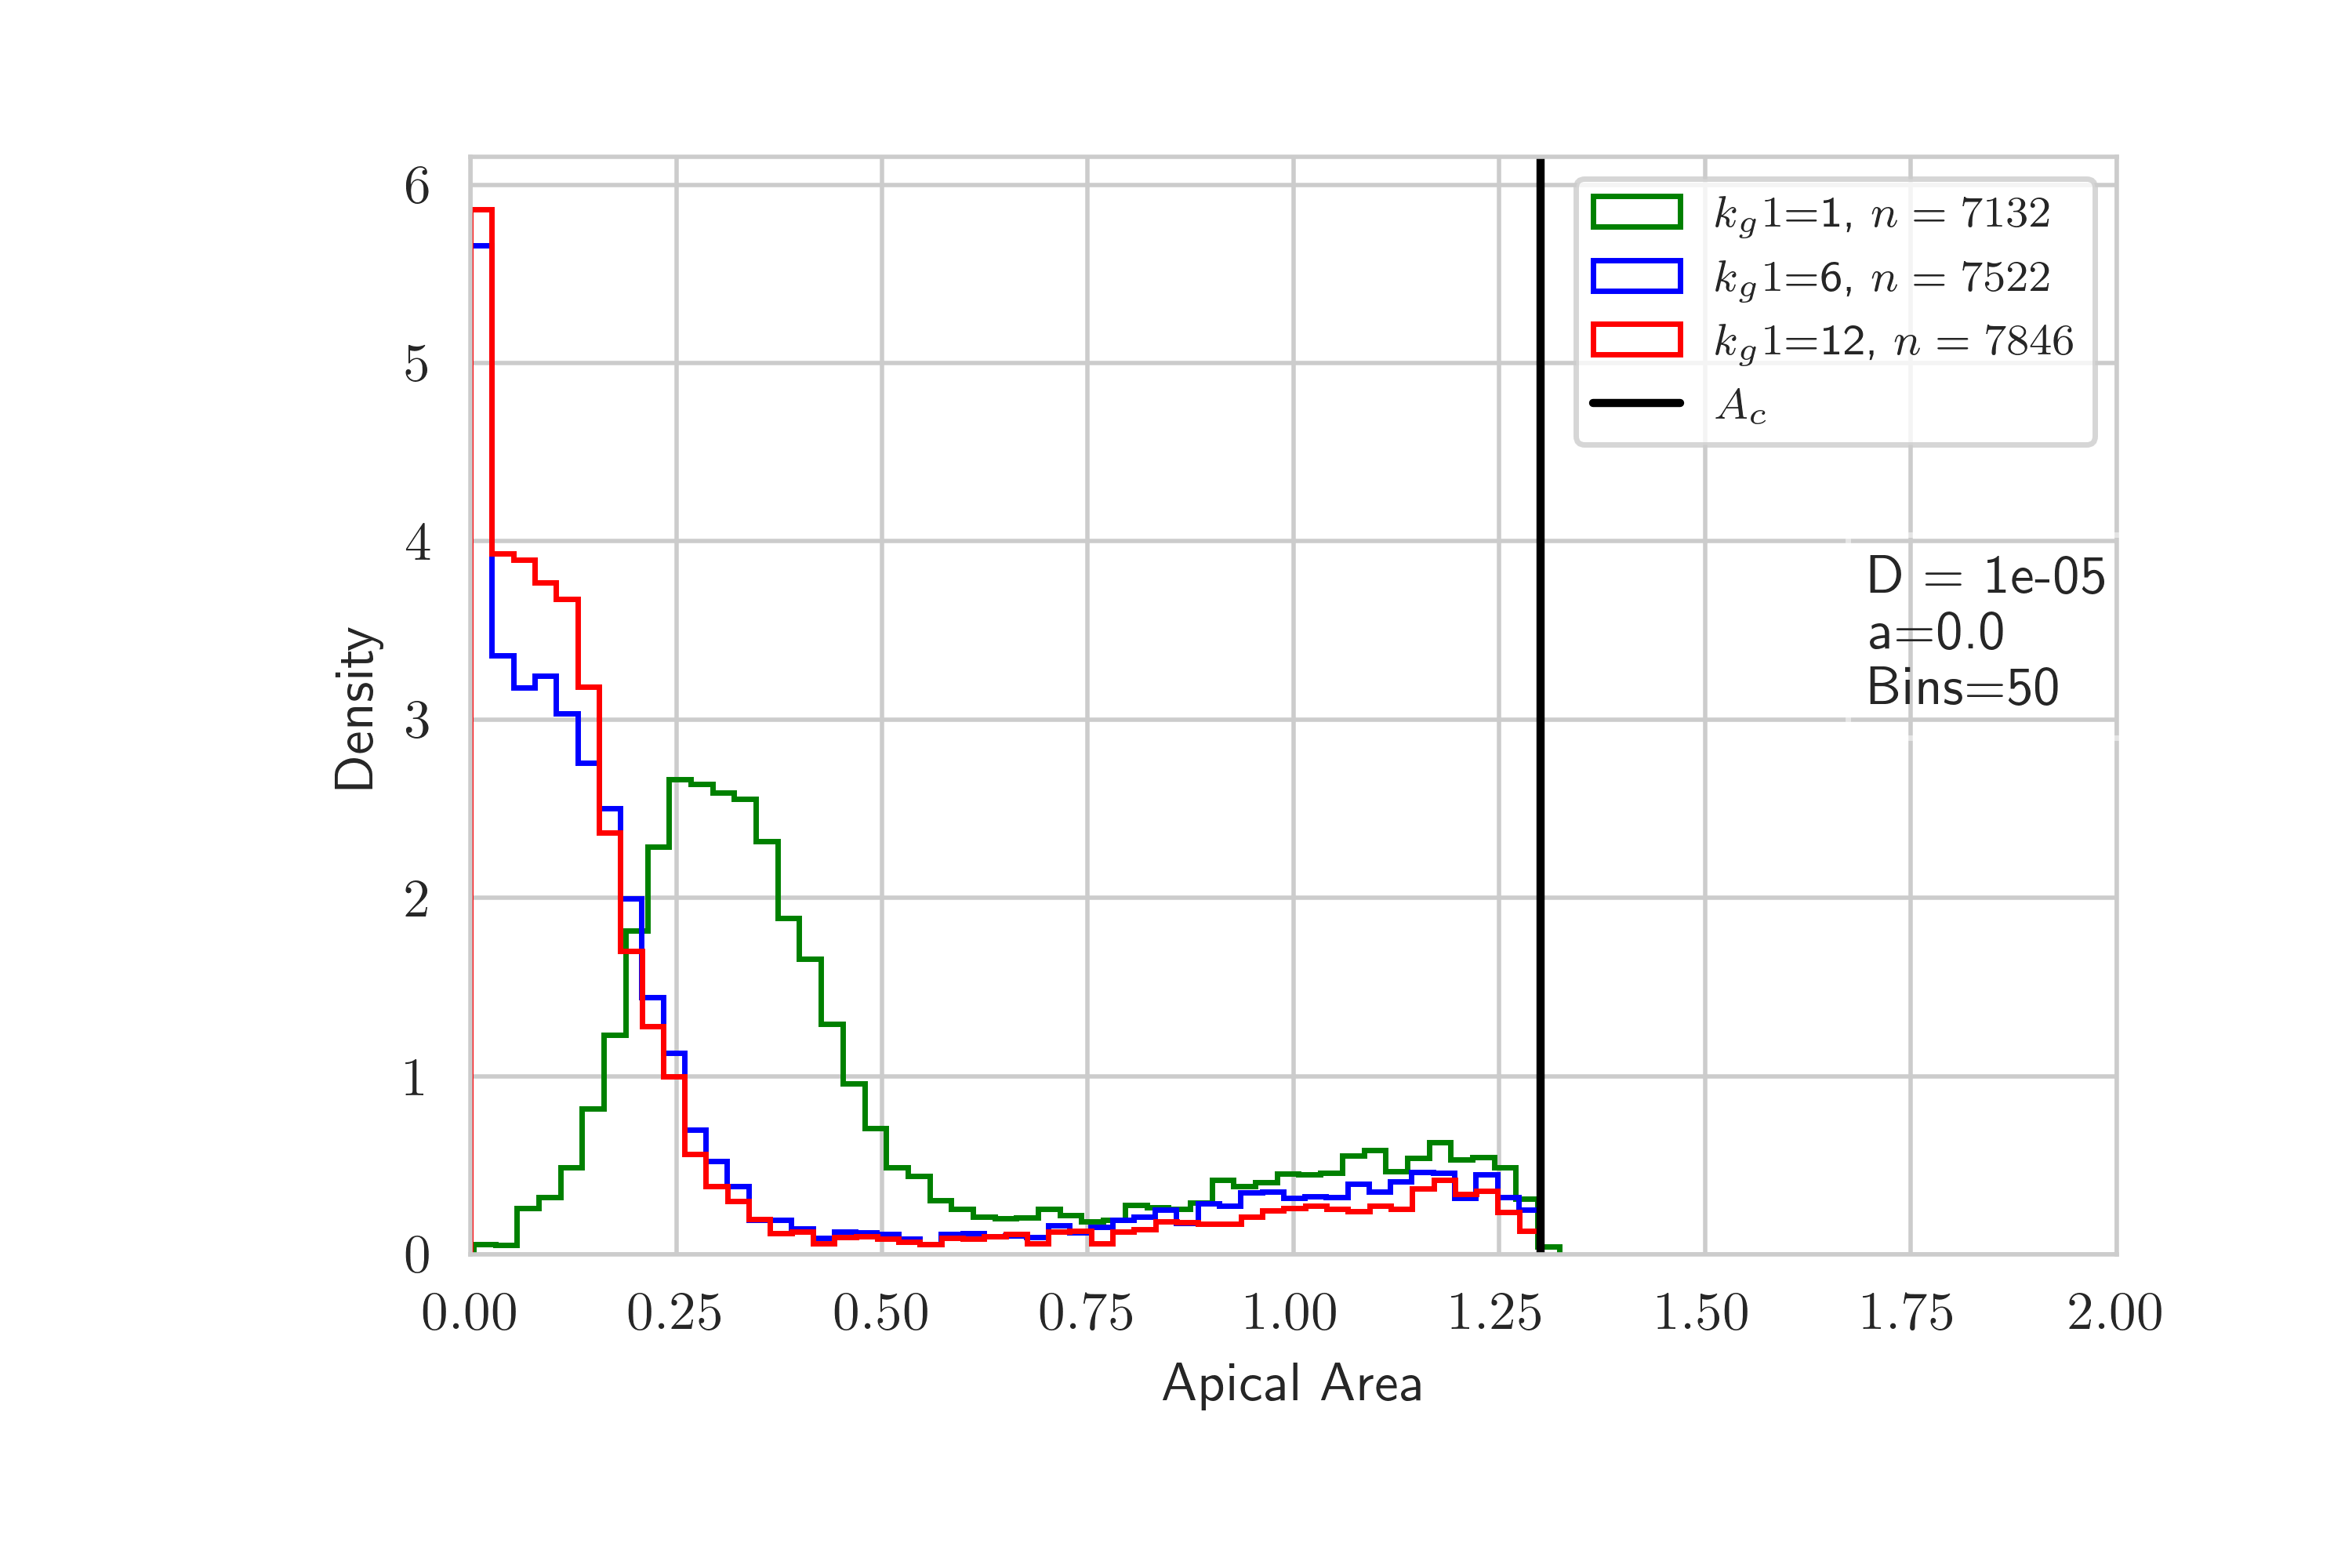 6
5
4
3
2
1
0
Density
0.00 0.25 0.50 0.75 1.00 1.25 1.50 1.75 2.00
Apical Area
k_g1=1, n = 7132
k_g1=6, n = 7522
k_g1=12, n = 7846
A_c
D = 1e-05
a=0.0
Bins=50